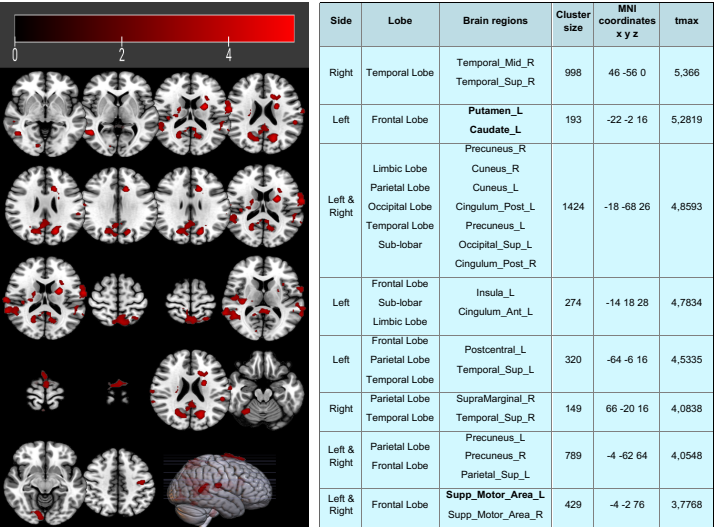 0 2 4
Side Lobe Brain regions Cluster size MNI coordinates x y z tmax
Right Temporal Lobe Temporal_Mid_R Temporal_Sup_R 998 46 -56 0 5,366
Left Frontal Lobe Putamen_L Caudate_L 193 -22 -2 16 5,2819
Left & Right Limbic Lobe Parietal Lobe Occipital Lobe Temporal Lobe Sub-lobar Precuneus_R Cuneus_R Cuneus_L Cingulum_Post_L Precuneus_L Occipital_Sup_L Cingulum_Post_R 1424 -18 -68 26 4,8593
Left Frontal Lobe Sub-lobar Limbic Lobe Insula_L Cingulum_Ant_L 274 -14 18 28 4,7834
Left Frontal Lobe Parietal Lobe Temporal Lobe Postcentral_L Temporal_Sup_L 320 -64 -6 16 4,5335
Right Parietal Lobe Temporal Lobe SupraMarginal_R Temporal_Sup_R 149 66 -20 16 4,0838
Left & Right Parietal Lobe Frontal Lobe Precuneus_L Precuneus_R Parietal_Sup_L 789 -4 -62 64 4,0548
Left & Right Frontal Lobe Supp_Motor_Area_L Supp_Motor_Area_R 429 -4 -2 76 3,7768